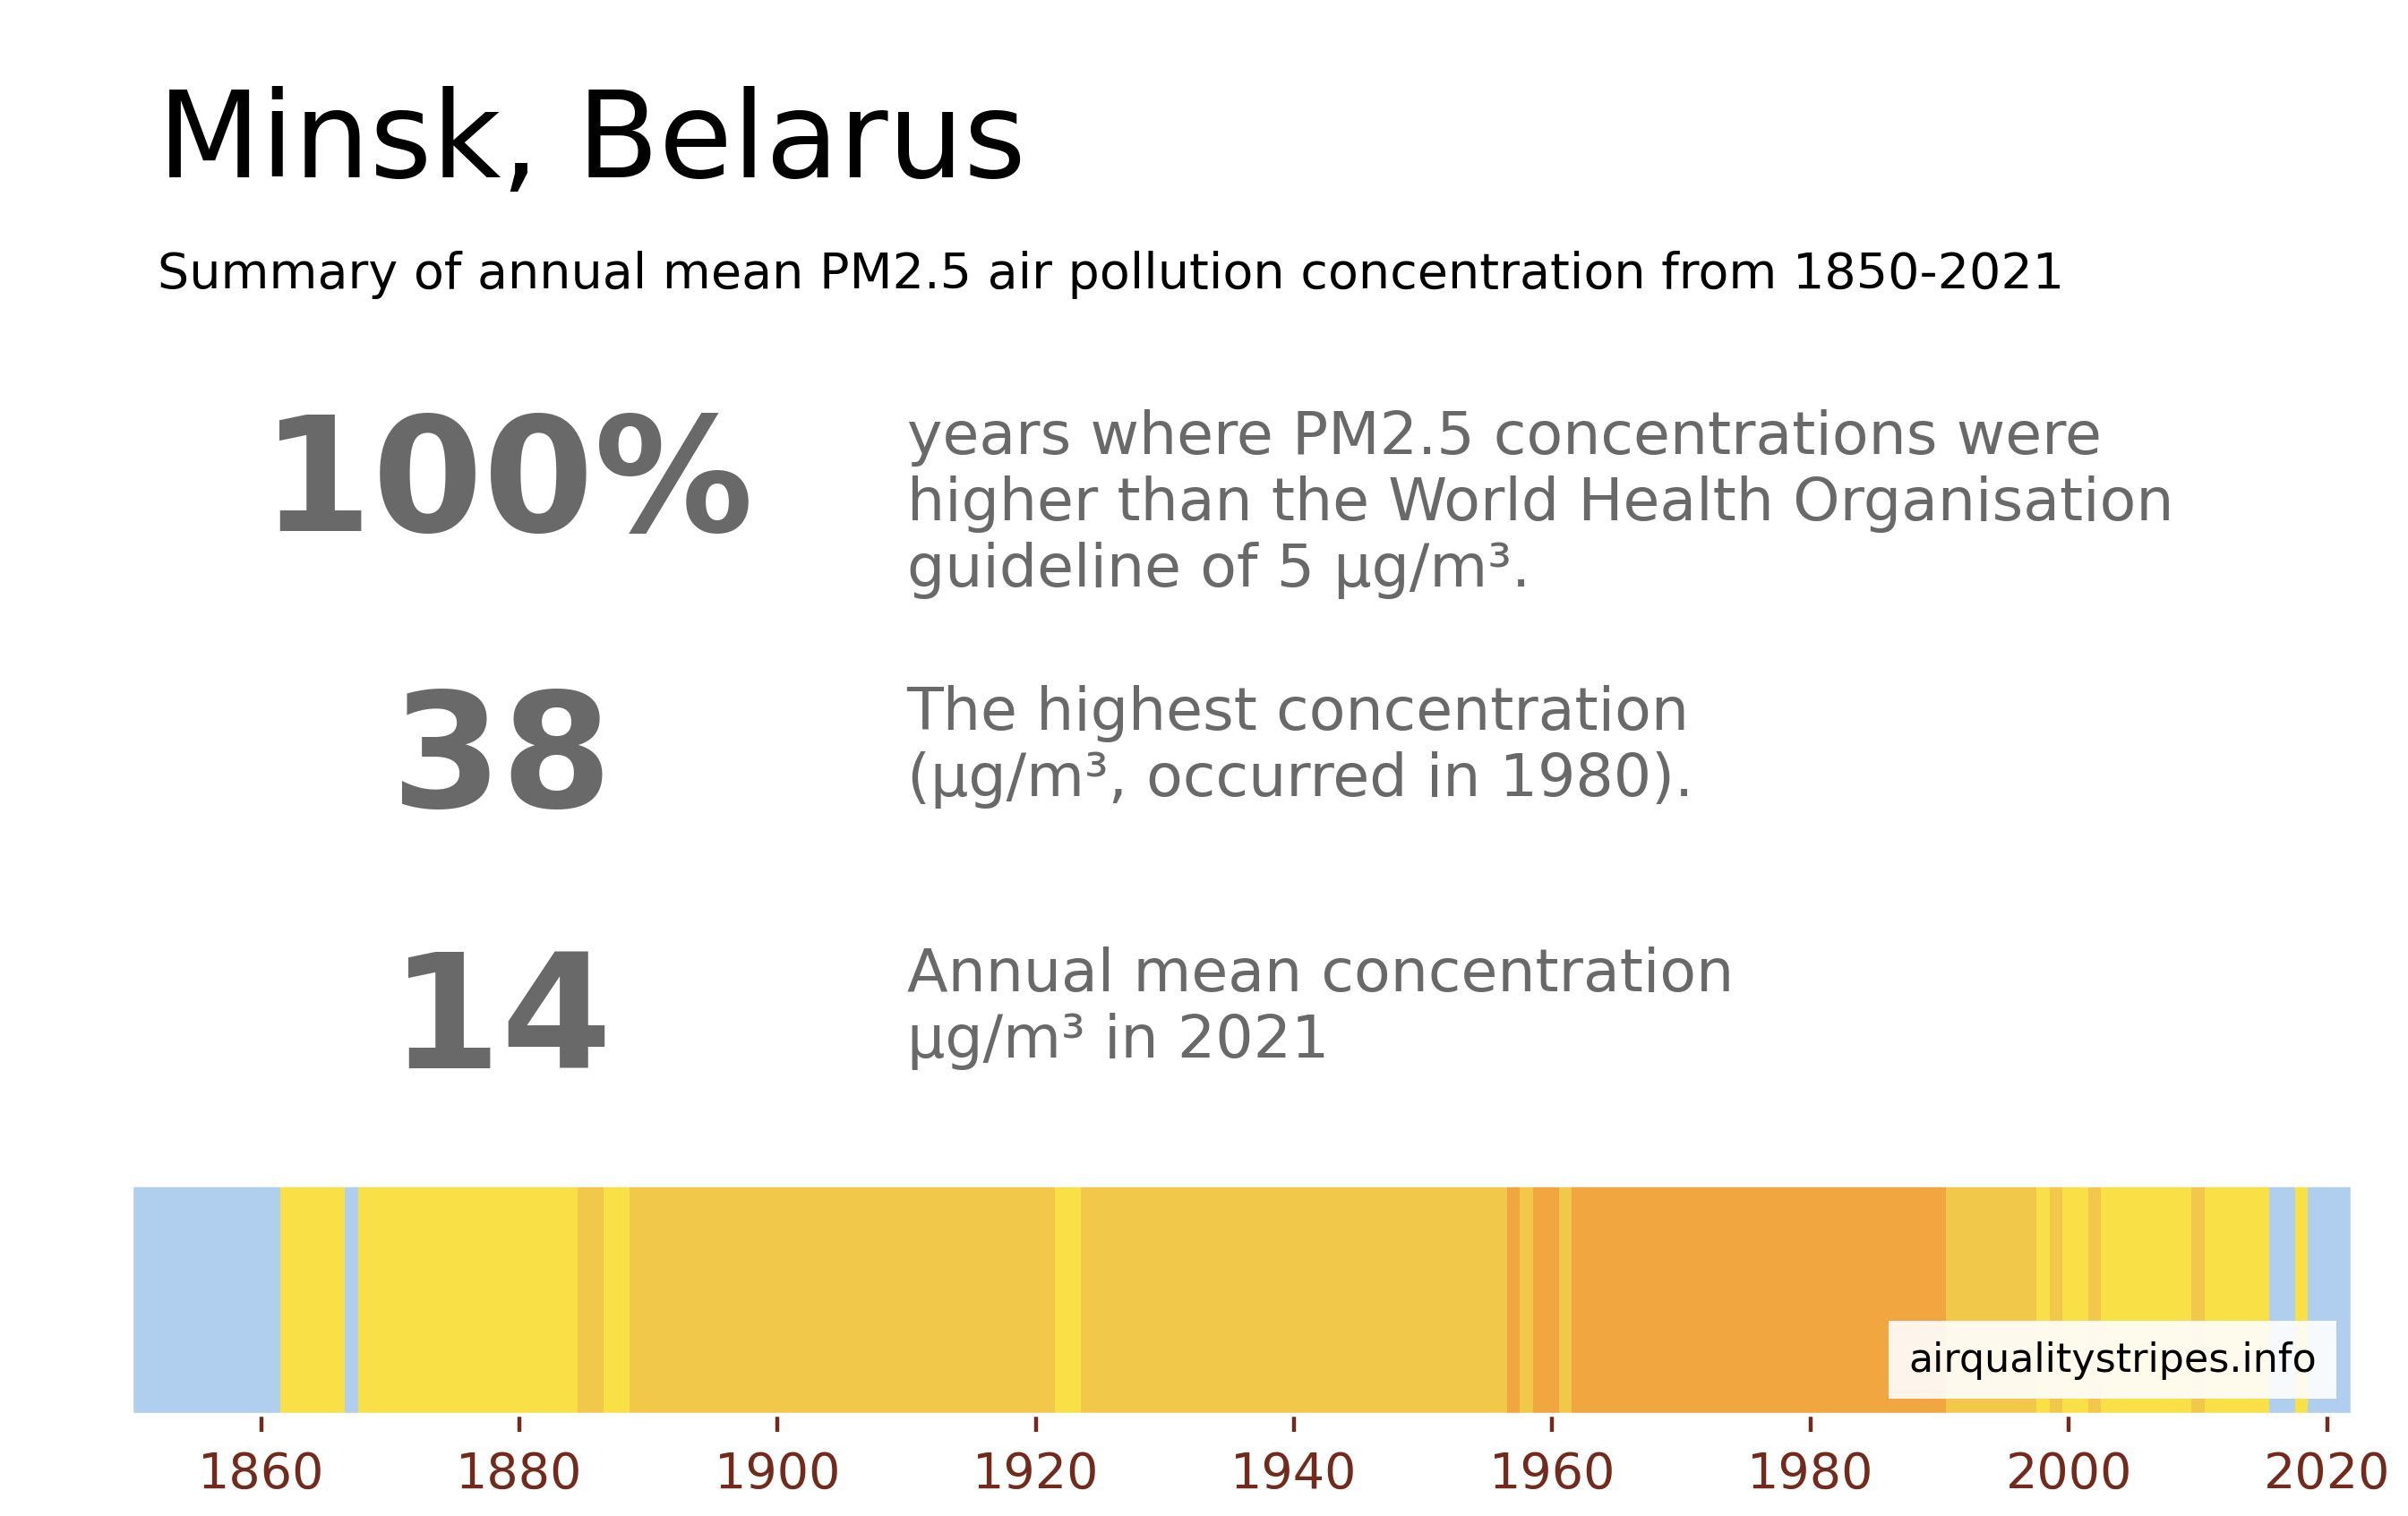 Minsk, Belarus
Summary of annual mean PM2.5 air pollution concentration from 1850-2021
100%
years where PM2.5 concentrations were
higher than the World Health Organisation
guideline of 5 µg/m³.
38
The highest concentration
(µg/m³, occurred in 1980).
14
Annual mean concentration
µg/m³ in 2021
airqualitystripes.info
1860 1880 1900 1920 1940 1960 1980 2000 2020